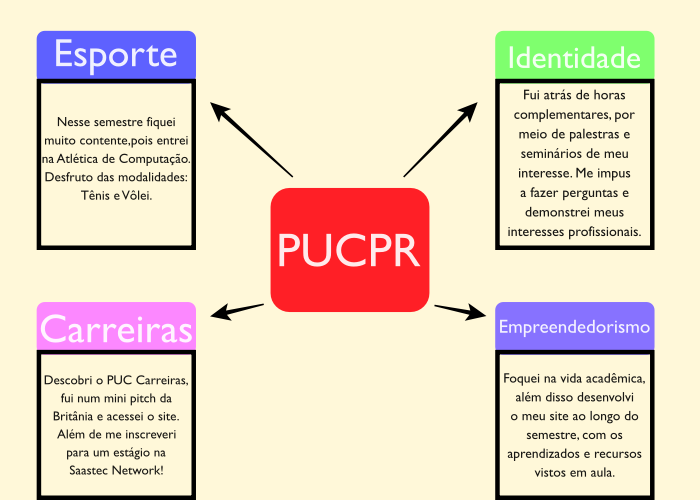 Esporte
Nesse semestre fiquei
muito contente,pois entrei
na Atlética de Computação.
Desfruto das modalidades:
Tênis e Vôlei.
Identidade
Fui atrás de horas
complementares, por
meio de palestras e
seminários de meu
interesse. Me impus
a fazer perguntas e
demonstrei meus
interesses profissionais.
PUCPR
Carreiras
Descobri o PUC Carreiras,
fui num mini pitch da
Britânia e acessei o site.
Além de me inscreveri
para um estágio na
Saastec Network!
Empreendedorismo
Foquei na vida acadêmica,
além disso desenvolvi
o meu site ao longo do
semestre, com os
aprendizados e recursos
vistos em aula.